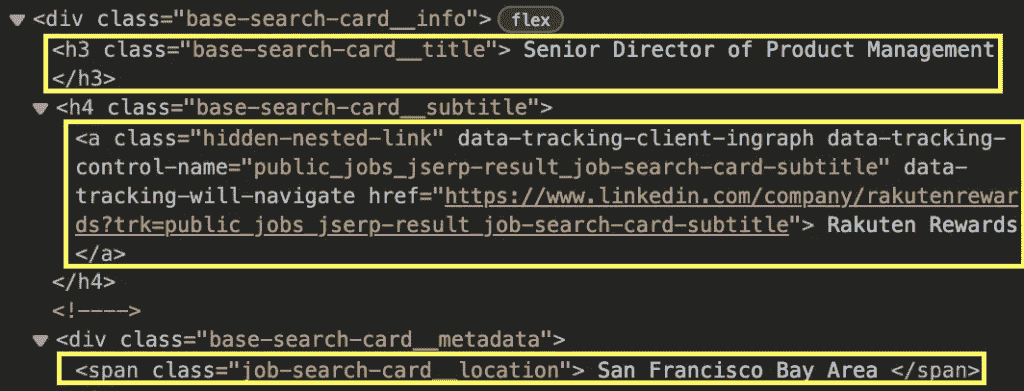 <div class="base-search-card__info"> flex
<h3 class="base-search-card__title"> Senior Director of Product Management
</h3>
<h4 class="base-search-card__subtitle">
<a class="hidden-nested-link" data-tracking-client-ingraph data-tracking-
control-name="public_jobs_jserp-result_job-search-card-subtitle" data-
tracking-will-navigate href="https://www.linkedin.com/company/rakutenrewar
ds?trk=public_jobs_jserp-result_job-search-card-subtitle"> Rakuten Rewards
</a>
</h4>
<!---->
<div class="base-search-card__metadata">
<span class="job-search-card__location"> San Francisco Bay Area </span>